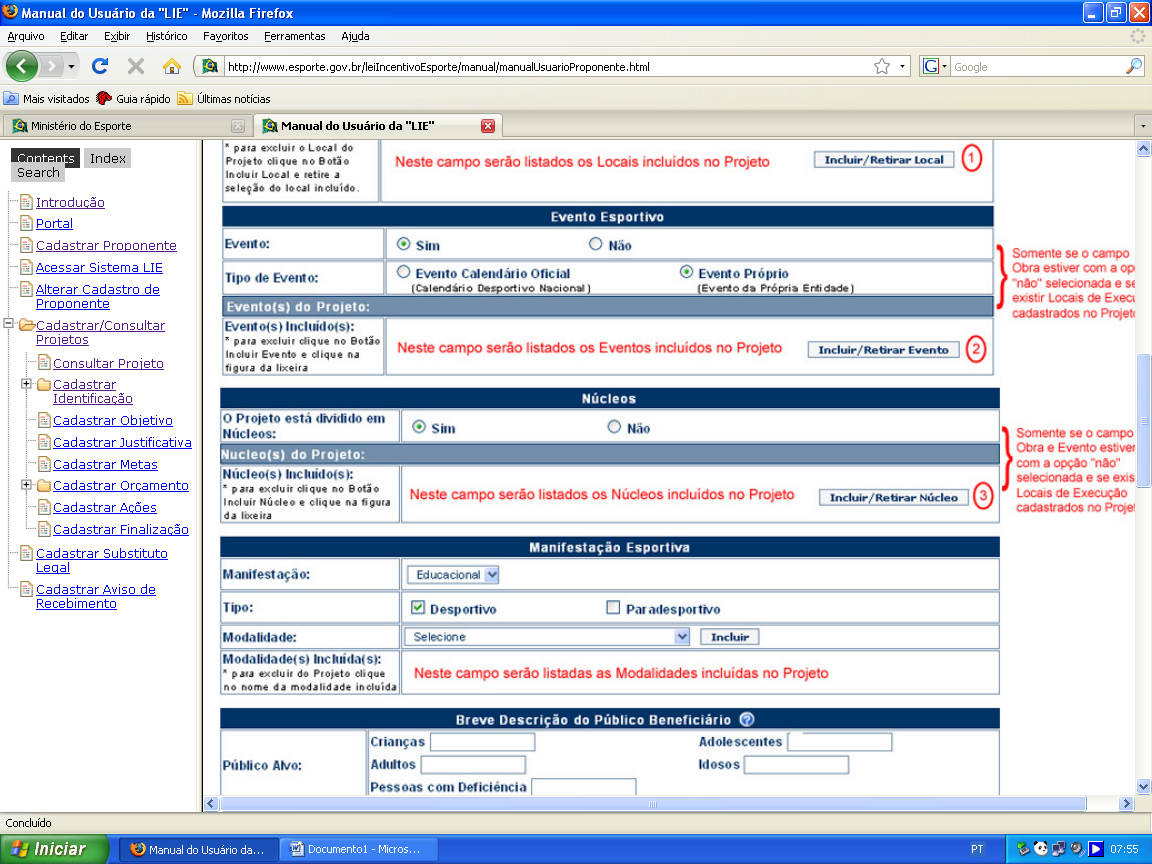 Manual do Usuário da "LIE" - Mozilla Firefox
Arquivo Editar Exibir Histórico Favoritos Ferramentas Ajuda
http://www.esporte.gov.br/leiIncentivoEsporte/manual/manualUsuarioProponente.html
G Google
Mais visitados Guia rápido Últimas notícias
Ministério do Esporte
Manual do Usuário da "LIE"
Contents Index
Search
Introdução
Portal
Cadastrar Proponente
Acessar Sistema LIE
Alterar Cadastro de
Proponente
Cadastrar/Consultar
Projetos
Consultar Projeto
Cadastrar
Identificação
Cadastrar Objetivo
Cadastrar Justificativa
Cadastrar Metas
Cadastrar Orçamento
Cadastrar Ações
Cadastrar Finalização
Cadastrar Substituto
Legal
Cadastrar Aviso de
Recebimento
* para excluir o Local do
Projeto clique no Botão
Incluir Local e retire a
seleção do local incluído.
Neste campo serão listados os Locais incluídos no Projeto
Incluir/Retirar Local 1
Evento Esportivo
Evento: Sim Não
Tipo de Evento: Evento Calendário Oficial Evento Próprio
(Calendário Desportivo Nacional) (Evento da Própria Entidade)
Evento(s) do Projeto:
Evento(s) Incluído(s):
* para excluir clique no Botão
Incluir Evento e clique na
figura da lixeira
Neste campo serão listados os Eventos incluídos no Projeto
Incluir/Retirar Evento 2
Somente se o campo
Obra estiver com a op
"não" selecionada e se
existir Locais de Execu
cadastrados no Projeto
Núcleos
O Projeto está dividido em
Núcleos: Sim Não
Nucleo(s) do Projeto:
Núcleo(s) Incluído(s):
* para excluir clique no Botão
Incluir Núcleo e clique na figura
da lixeira
Neste campo serão listados os Núcleos incluídos no Projeto
Incluir/Retirar Núcleo 3
Somente se o campo
Obra e Evento estiver
com a opção "não"
selecionada e se exis
Locais de Execução
cadastrados no Projet
Manifestação Esportiva
Manifestação: Educacional
Tipo: Desportivo Paradesportivo
Modalidade: Selecione Incluir
Modalidade(s) Incluída(s):
* para excluir do Projeto clique
no nome da modalidade incluída
Neste campo serão listadas as Modalidades incluídas no Projeto
Breve Descrição do Público Beneficiário ?
Público Alvo:
Crianças Adolescentes
Adultos Idosos
Pessoas com Deficiência
Concluído
Iniciar Manual do Usuário da... Documento1 - Micros... PT 07:55